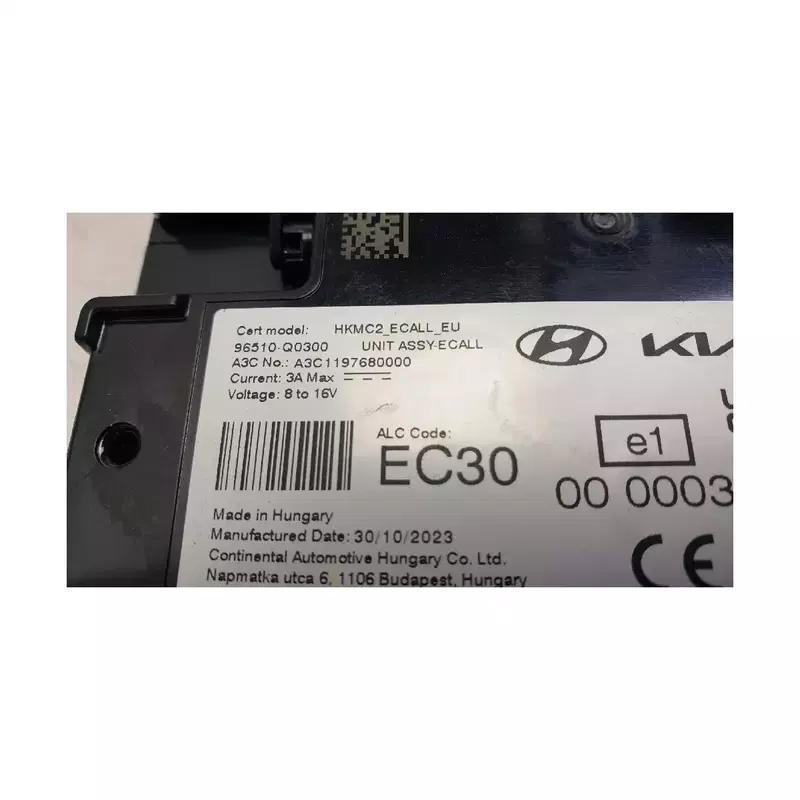 Cert model: HKMC2_ECALL_EU
96510-Q0300 UNIT ASSY-ECALL
A3C No.: A3C1197680000
Current: 3A Max
Voltage: 8 to 16V
ALC Code:
EC30
e1
00 0003
Made in Hungary
Manufactured Date: 30/10/2023
Continental Automotive Hungary Co. Ltd.
Napmatka utca 6, 1106 Budapest, Hungary
CE